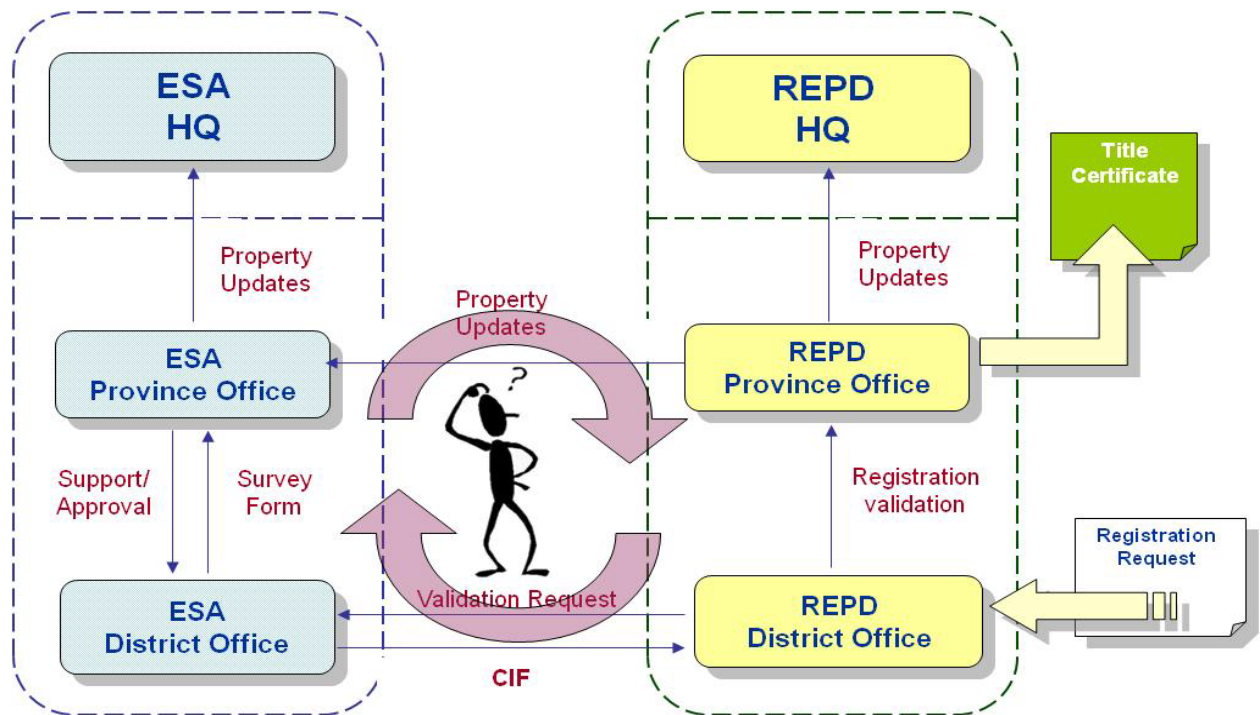 ESA
HQ
REPD
HQ
Title
Certificate
Property
Updates
Property
Updates
Property
Updates
ESA
Province Office
REPD
Province Office
?
Support/
Approval
Survey
Form
Registration
validation
Registration
Request
ESA
District Office
Validation Request
REPD
District Office
CIF